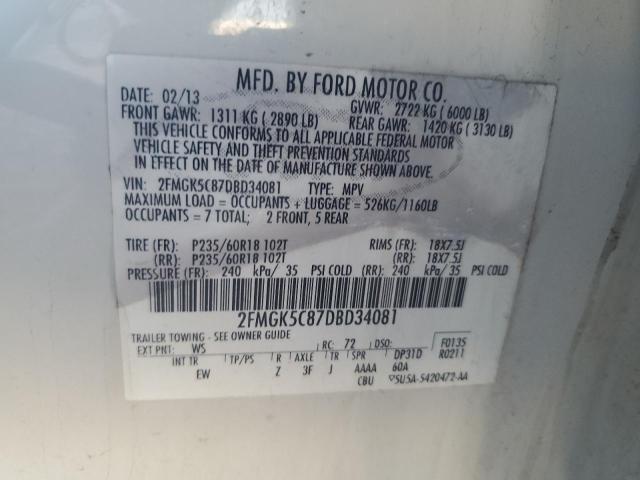 MFD. BY FORD MOTOR CO.
DATE: 02/13 GVWR: 2722 KG ( 6000 LB)
FRONT GAWR: 1311 KG ( 2890 LB) REAR GAWR: 1420 KG ( 3130 LB)
THIS VEHICLE CONFORMS TO ALL APPLICABLE FEDERAL MOTOR
VEHICLE SAFETY AND THEFT PREVENTION STANDARDS
IN EFFECT ON THE DATE OF MANUFACTURE SHOWN ABOVE.
VIN: 2FMGK5C87DBD34081 TYPE: MPV
MAXIMUM LOAD = OCCUPANTS + LUGGAGE = 526KG/1160LB
OCCUPANTS = 7 TOTAL; 2 FRONT, 5 REAR
TIRE (FR): P235/60R18 102T RIMS (FR): 18X7.5J
(RR): P235/60R18 102T (RR): 18X7.5J
PRESSURE (FR): 240 kPa/ 35 PSI COLD (RR): 240 kPa/ 35 PSI COLD
2FMGK5C87DBD34081
TRAILER TOWING - SEE OWNER GUIDE
EXT PNT: WS RC: 72 DSO: F0135
INT TR TP/PS R AXLE TR SPR DP31D R0211
EW Z 3F J AAAA 60A
CBU ▽SU5A-5420472-AA